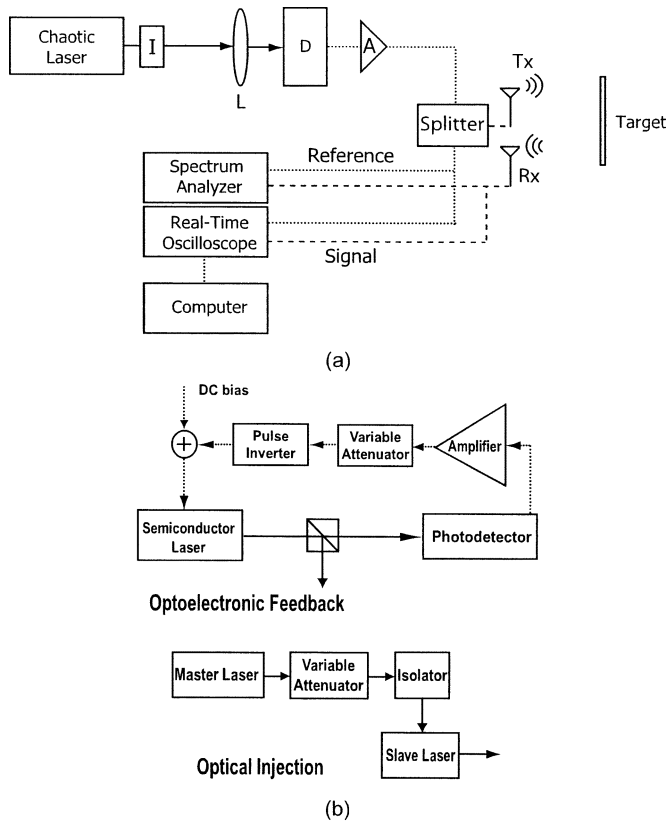 Chaotic
Laser
I
L
D
A
Tx
Splitter
Target
Rx
Reference
Spectrum
Analyzer
Real-Time
Oscilloscope
Signal
Computer
(a)
DC bias
+
Pulse
Inverter
Variable
Attenuator
Amplifier
Semiconductor
Laser
Photodetector
Optoelectronic Feedback
Master Laser
Variable
Attenuator
Isolator
Slave Laser
Optical Injection
(b)